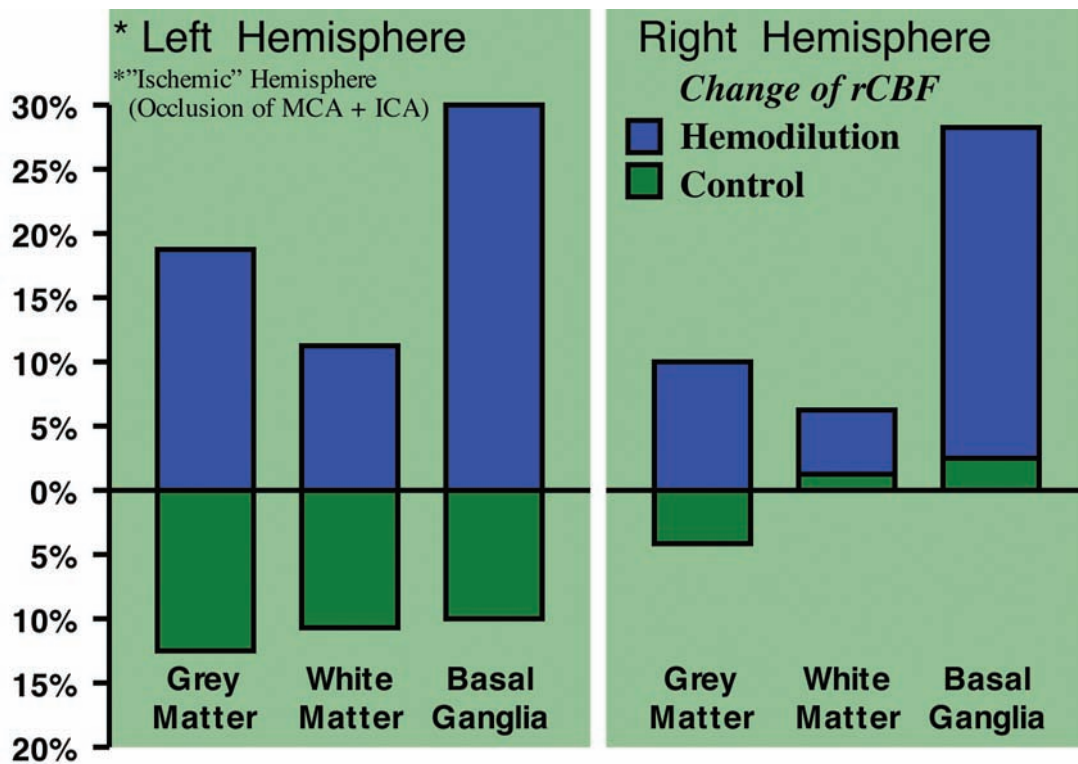 * Left Hemisphere
*"Ischemic" Hemisphere
(Occlusion of MCA + ICA)
30%
25%
20%
15%
10%
5%
0%
5%
10%
15%
20%
Grey Matter
White Matter
Basal Ganglia
Right Hemisphere
Change of rCBF
Hemodilution
Control
Grey Matter
White Matter
Basal Ganglia